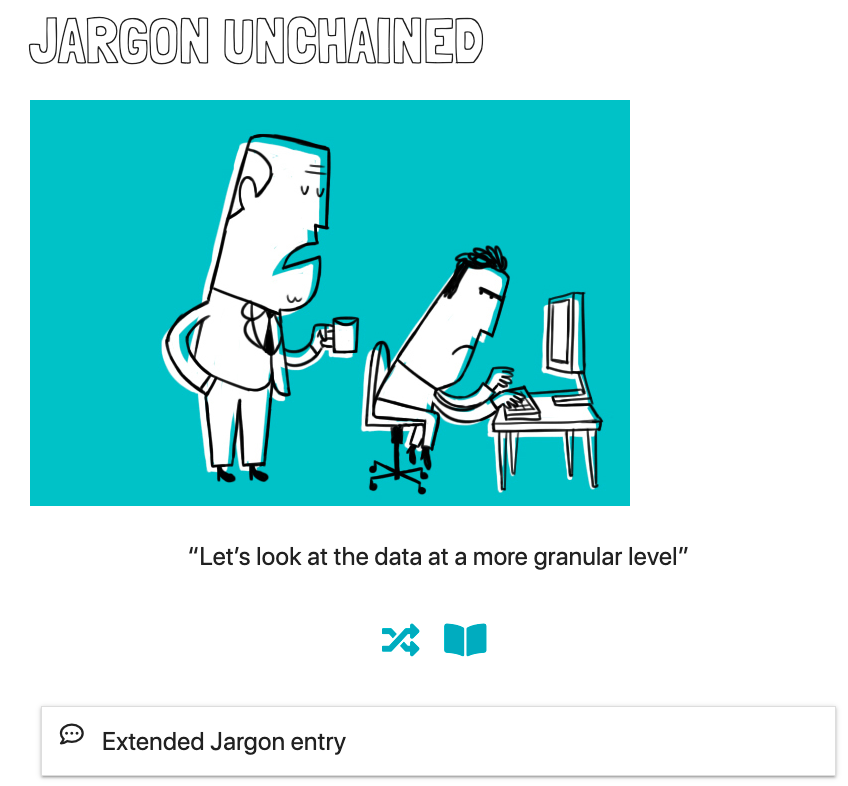 JARGON UNCHAINED
“Let’s look at the data at a more granular level”
Extended Jargon entry